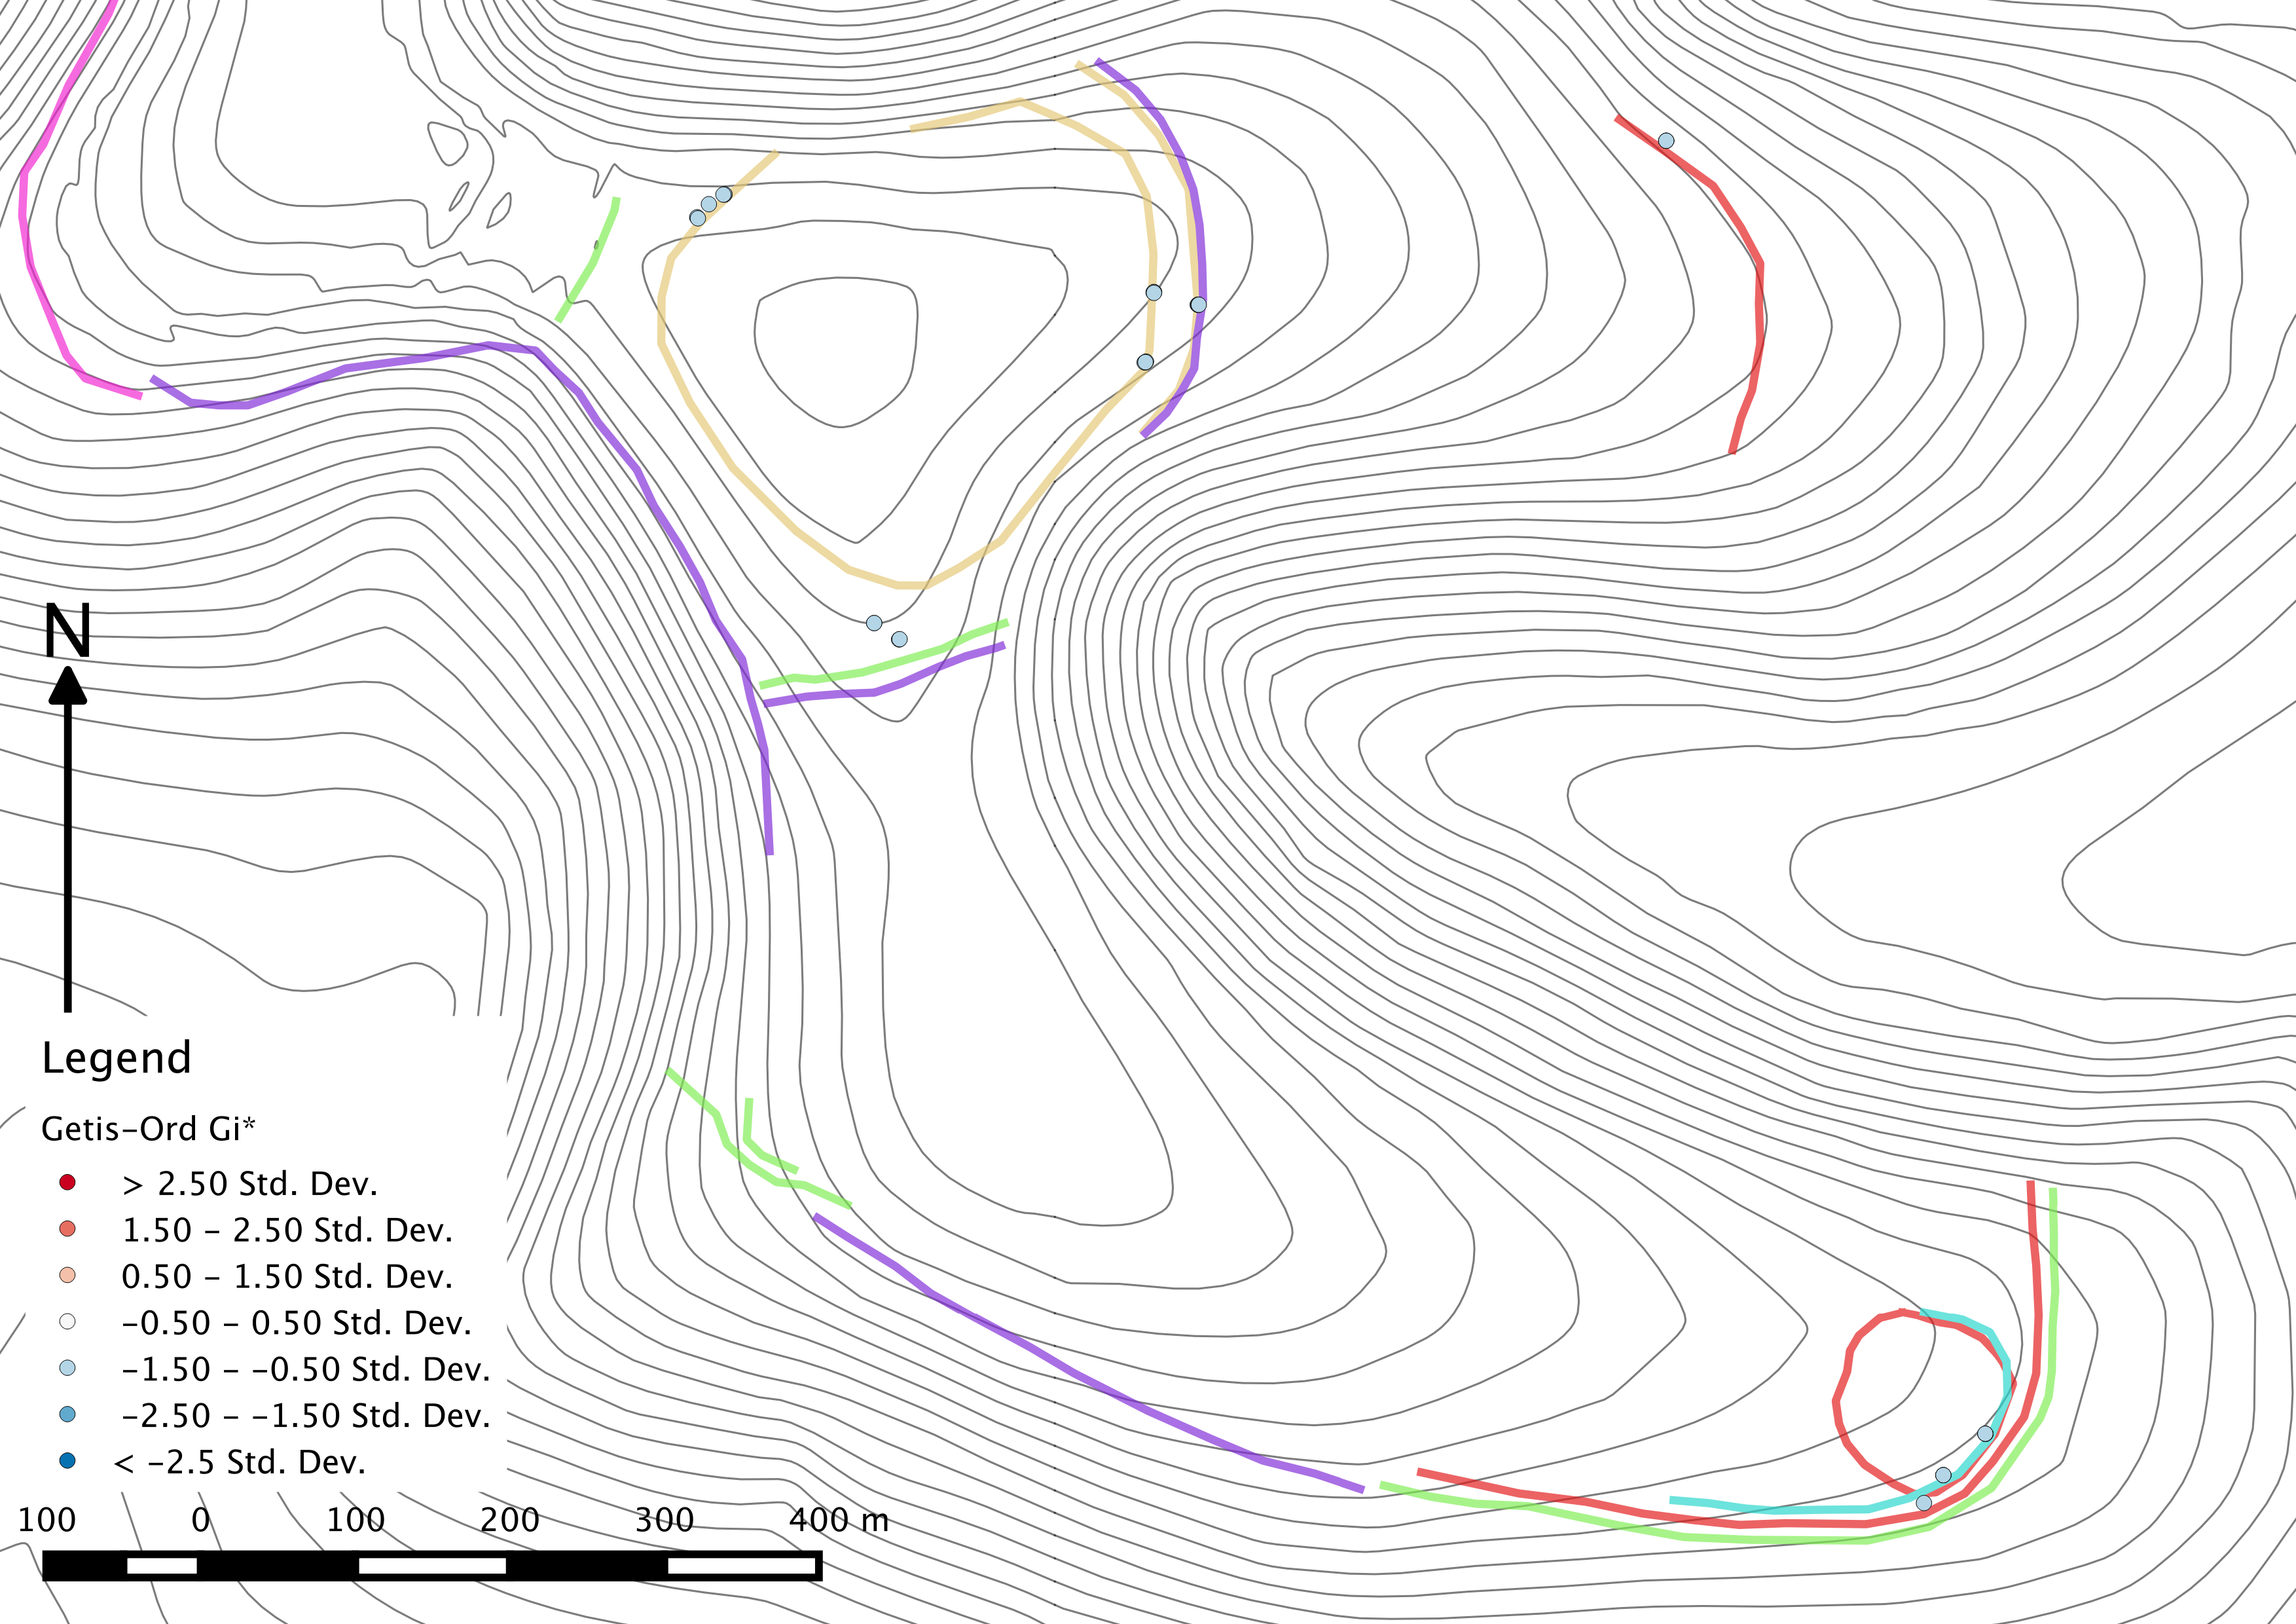 N
Legend
Getis-Ord Gi*
> 2.50 Std. Dev.
1.50 - 2.50 Std. Dev.
0.50 - 1.50 Std. Dev.
-0.50 - 0.50 Std. Dev.
-1.50 - -0.50 Std. Dev.
-2.50 - -1.50 Std. Dev.
< -2.5 Std. Dev.
100 0 100 200 300 400 m